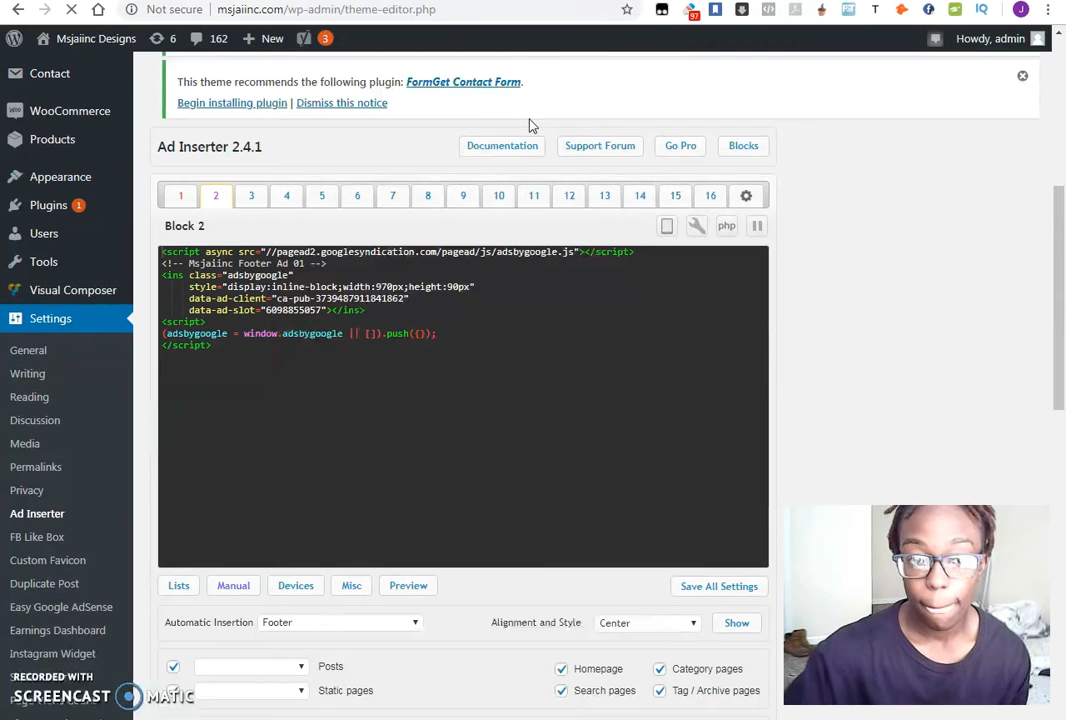 Not secure | msjaiinc.com/wp-admin/theme-editor.php
97
J
Msjaiinc Designs 6 162 + New 3 Howdy, admin
Contact
WooCommerce
Products
Appearance
Plugins 1
Users
Tools
Visual Composer
Settings
General
Writing
Reading
Discussion
Media
Permalinks
Privacy
Ad Inserter
FB Like Box
Custom Favicon
Duplicate Post
Easy Google AdSense
Earnings Dashboard
Instagram Widget
This theme recommends the following plugin: FormGet Contact Form.
Begin installing plugin | Dismiss this notice
Ad Inserter 2.4.1 Documentation Support Forum Go Pro Blocks
1 2 3 4 5 6 7 8 9 10 11 12 13 14 15 16
Block 2 php
<script async src="//pagead2.googlesyndication.com/pagead/js/adsbygoogle.js"></script>
<!-- Msjaiinc Footer Ad 01 -->
<ins class="adsbygoogle"
style="display:inline-block;width:970px;height:90px"
data-ad-client="ca-pub-3739487911841862"
data-ad-slot="6098855057"></ins>
<script>
(adsbygoogle = window.adsbygoogle || []).push({});
</script>
Lists Manual Devices Misc Preview Save All Settings
Automatic Insertion Footer Alignment and Style Center Show
Posts Homepage Category pages
Static pages Search pages Tag / Archive pages
RECORDED WITH
SCREENCAST MATIC